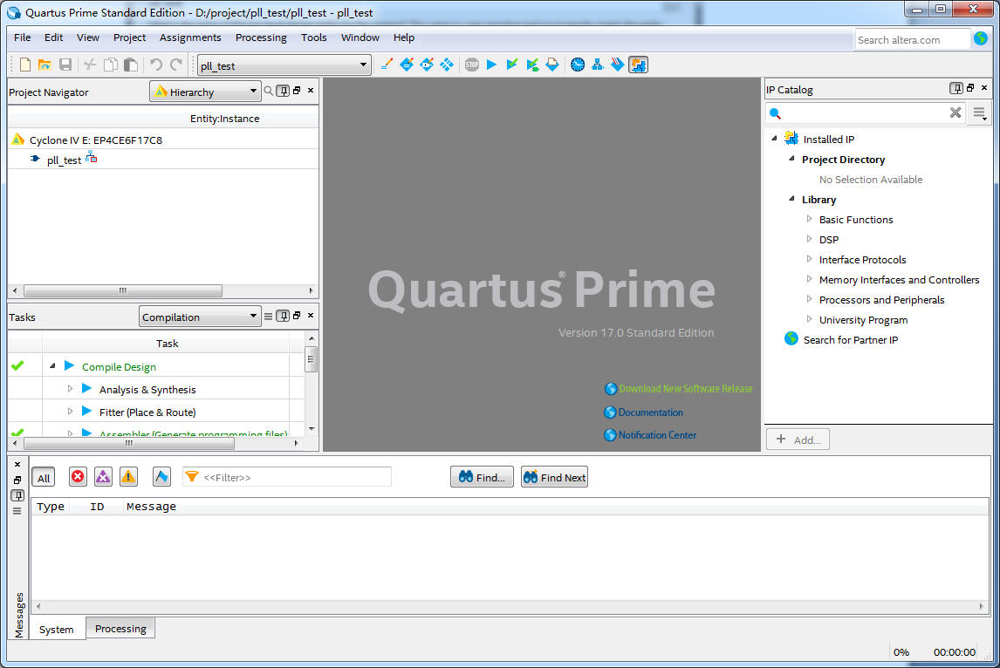 Quartus Prime Standard Edition - D:/project/pll_test/pll_test - pll_test
File Edit View Project Assignments Processing Tools Window Help
Search altera.com
pll_test
STOP
Project Navigator
Hierarchy
Entity:Instance
Cyclone IV E: EP4CE6F17C8
pll_test
Tasks
Compilation
Task
Compile Design
Analysis & Synthesis
Fitter (Place & Route)
Assembler (Generate programming files)
Quartus® Prime
Version 17.0 Standard Edition
Download New Software Release
Documentation
Notification Center
IP Catalog
Installed IP
Project Directory
No Selection Available
Library
Basic Functions
DSP
Interface Protocols
Memory Interfaces and Controllers
Processors and Peripherals
University Program
Search for Partner IP
+ Add...
All
<<Filter>>
Find...
Find Next
Type ID Message
Messages
System
Processing
0%
00:00:00